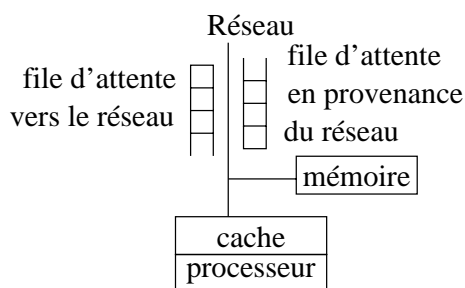 Réseau
file d'attente
vers le réseau
file d'attente
en provenance
du réseau
mémoire
cache
processeur